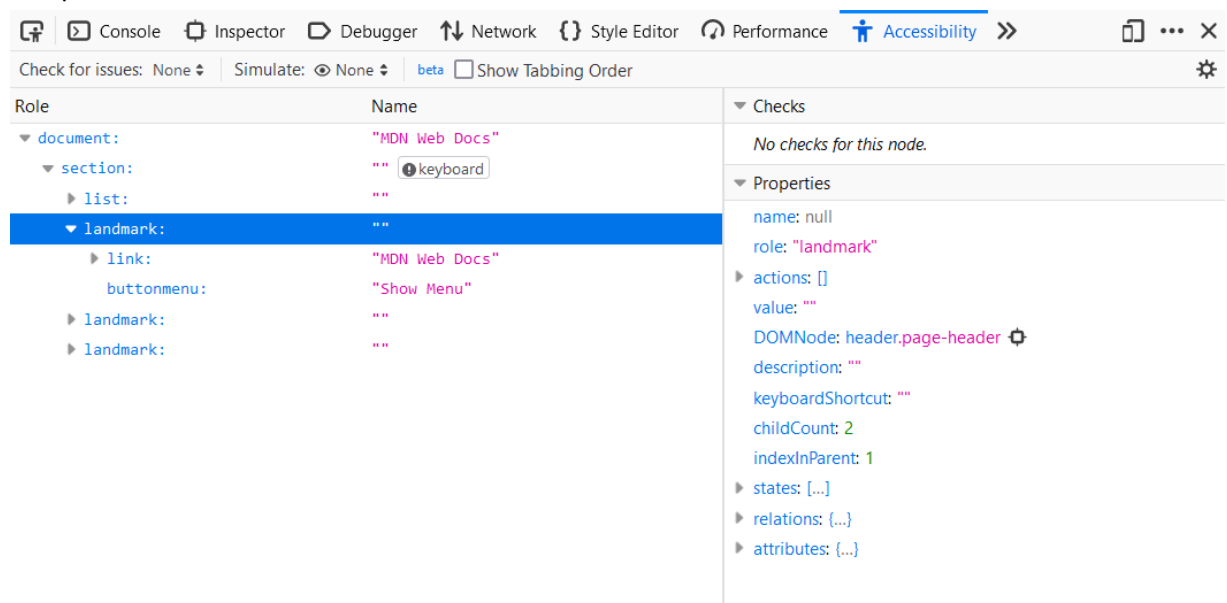 Console Inspector Debugger Network Style Editor Performance Accessibility
Check for issues: None Simulate: None beta Show Tabbing Order
Role Name
document: "MDN Web Docs"
section: "" keyboard
list: ""
landmark: ""
link: "MDN Web Docs"
buttonmenu: "Show Menu"
landmark: ""
landmark: ""
Checks
No checks for this node.
Properties
name: null
role: "landmark"
actions: []
value: ""
DOMNode: header.page-header
description: ""
keyboardShortcut: ""
childCount: 2
indexInParent: 1
states: [...]
relations: {...}
attributes: {...}